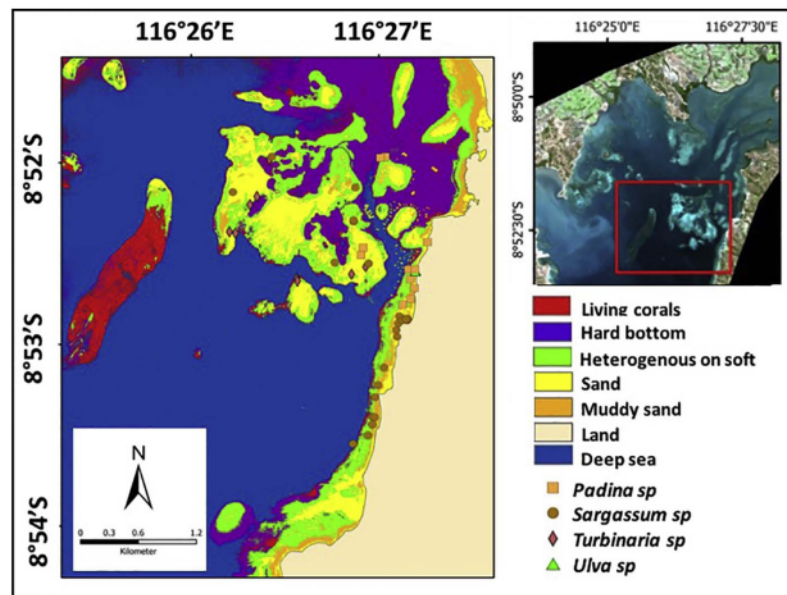 116°26′E 116°27′E
8°52′S
8°53′S
8°54′S
N
0 0.3 0.6 1.2
Kilometer
116°25′0″E 116°27′30″E
8°50′0″S
8°52′30″S
Living corals
Hard bottom
Heterogenous on soft
Sand
Muddy sand
Land
Deep sea
Padina sp
Sargassum sp
Turbinaria sp
Ulva sp